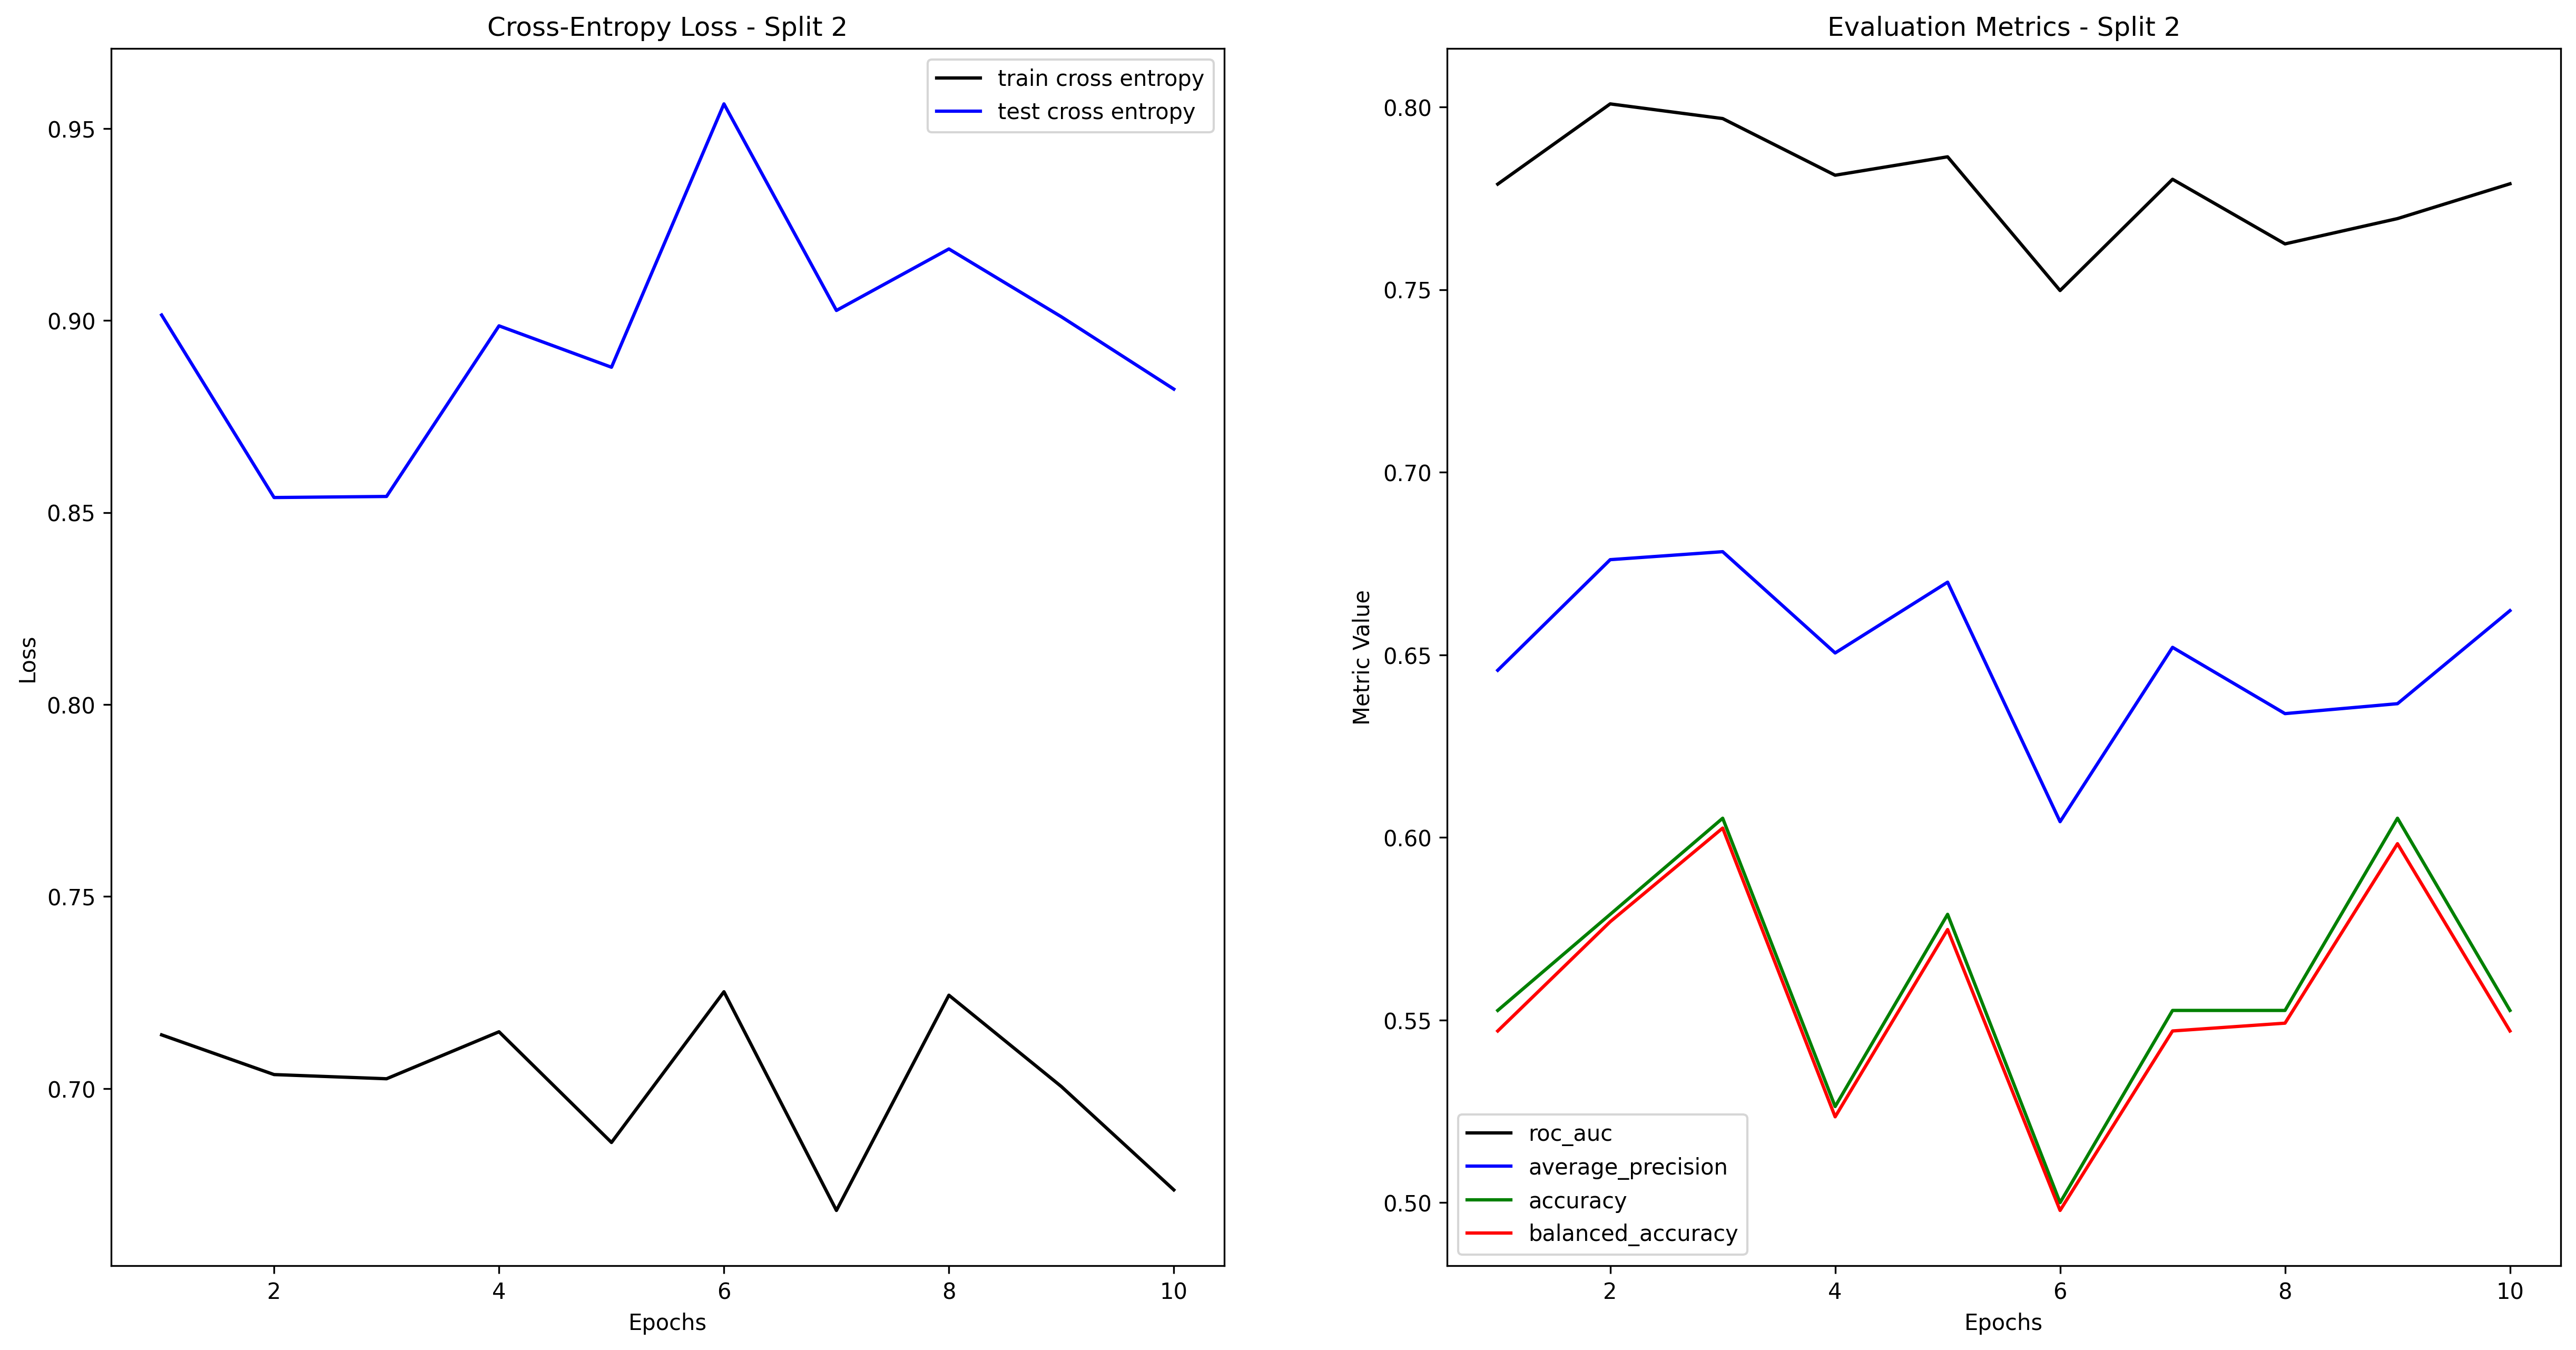 Cross-Entropy Loss - Split 2
train cross entropy
test cross entropy
0.95
0.90
0.85
0.80
0.75
0.70
Loss
2 4 6 8 10
Epochs
Evaluation Metrics - Split 2
0.80
0.75
0.70
0.65
0.60
0.55
0.50
Metric Value
roc_auc
average_precision
accuracy
balanced_accuracy
2 4 6 8 10
Epochs